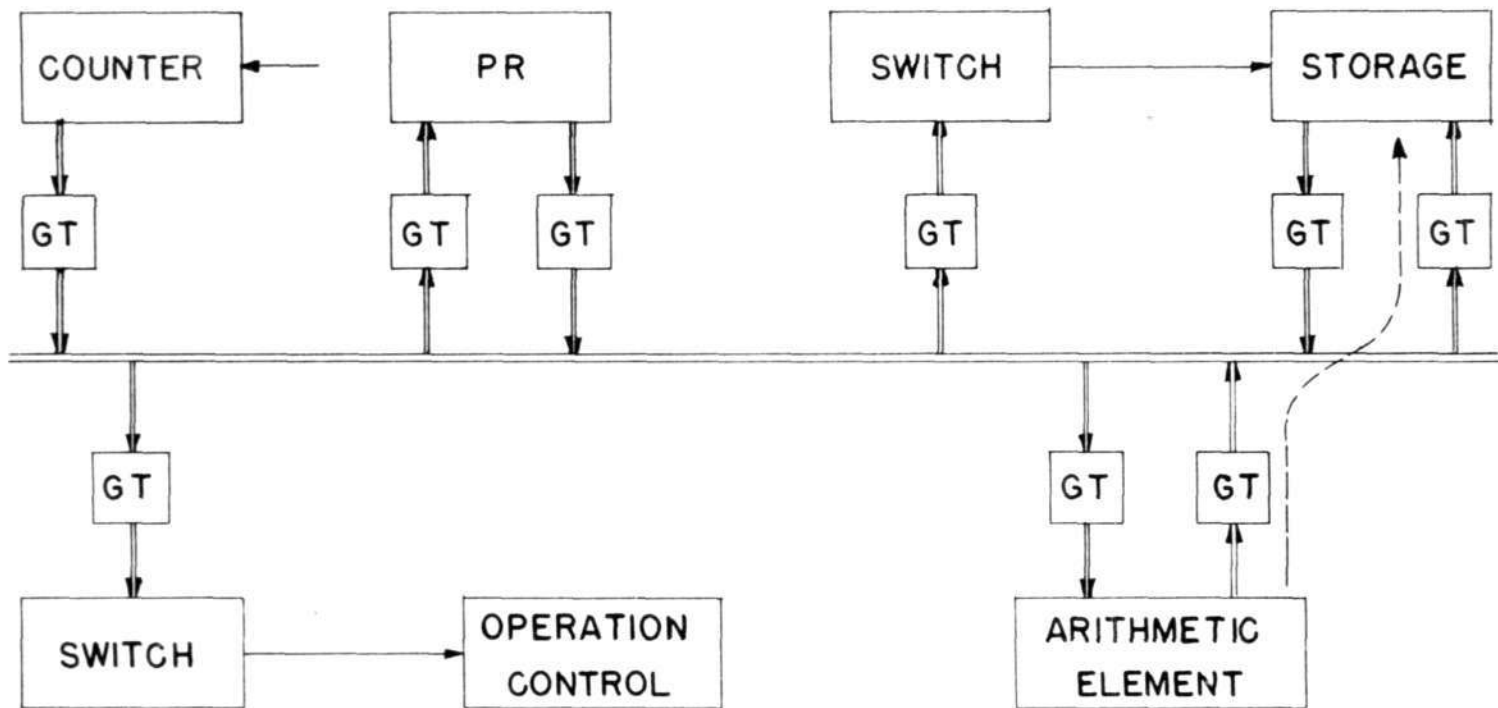 COUNTER
PR
SWITCH
STORAGE
GT
GT
GT
GT
GT
GT
GT
GT
GT
SWITCH
OPERATION
CONTROL
ARITHMETIC
ELEMENT